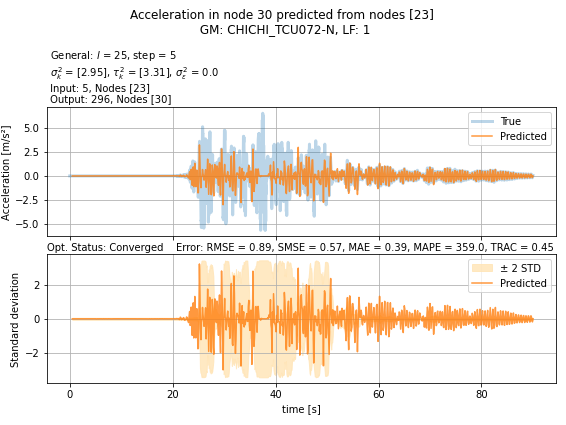 Acceleration in node 30 predicted from nodes [23]
GM: CHICHI_TCU072-N, LF: 1
General: l = 25, step = 5
σ²ₖ = [2.95], τ²ₖ = [3.31], σ²ε = 0.0
Input: 5, Nodes [23]
Output: 296, Nodes [30]
Acceleration [m/s²]
5.0
2.5
0.0
−2.5
−5.0
True
Predicted
Opt. Status: Converged Error: RMSE = 0.89, SMSE = 0.57, MAE = 0.39, MAPE = 359.0, TRAC = 0.45
Standard deviation
2
0
−2
± 2 STD
Predicted
0 20 40 60 80
time [s]